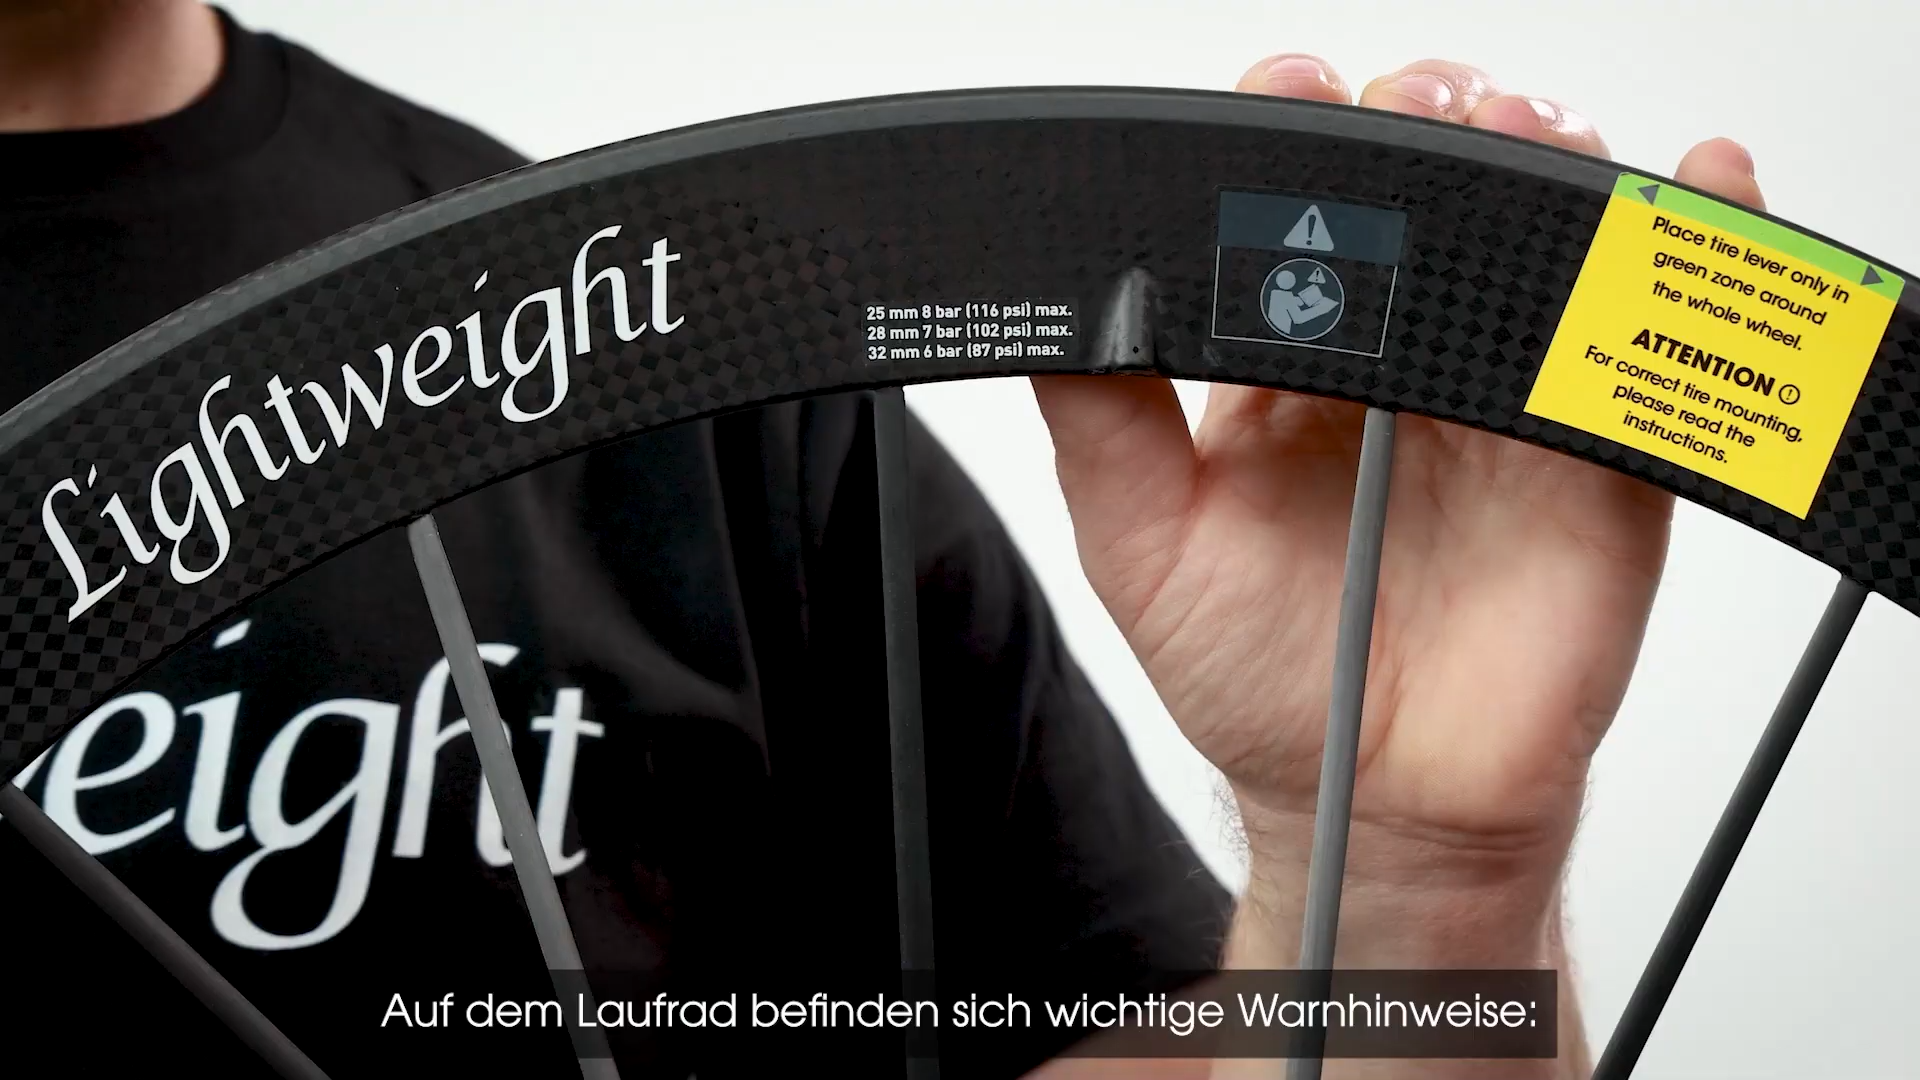 Lightweight
25 mm 8 bar (116 psi) max.
28 mm 7 bar (102 psi) max.
32 mm 6 bar (87 psi) max.
Place tire lever only in
green zone around
the whole wheel.
ATTENTION
For correct tire mounting,
please read the
instructions.
eight
Auf dem Laufrad befinden sich wichtige Warnhinweise: